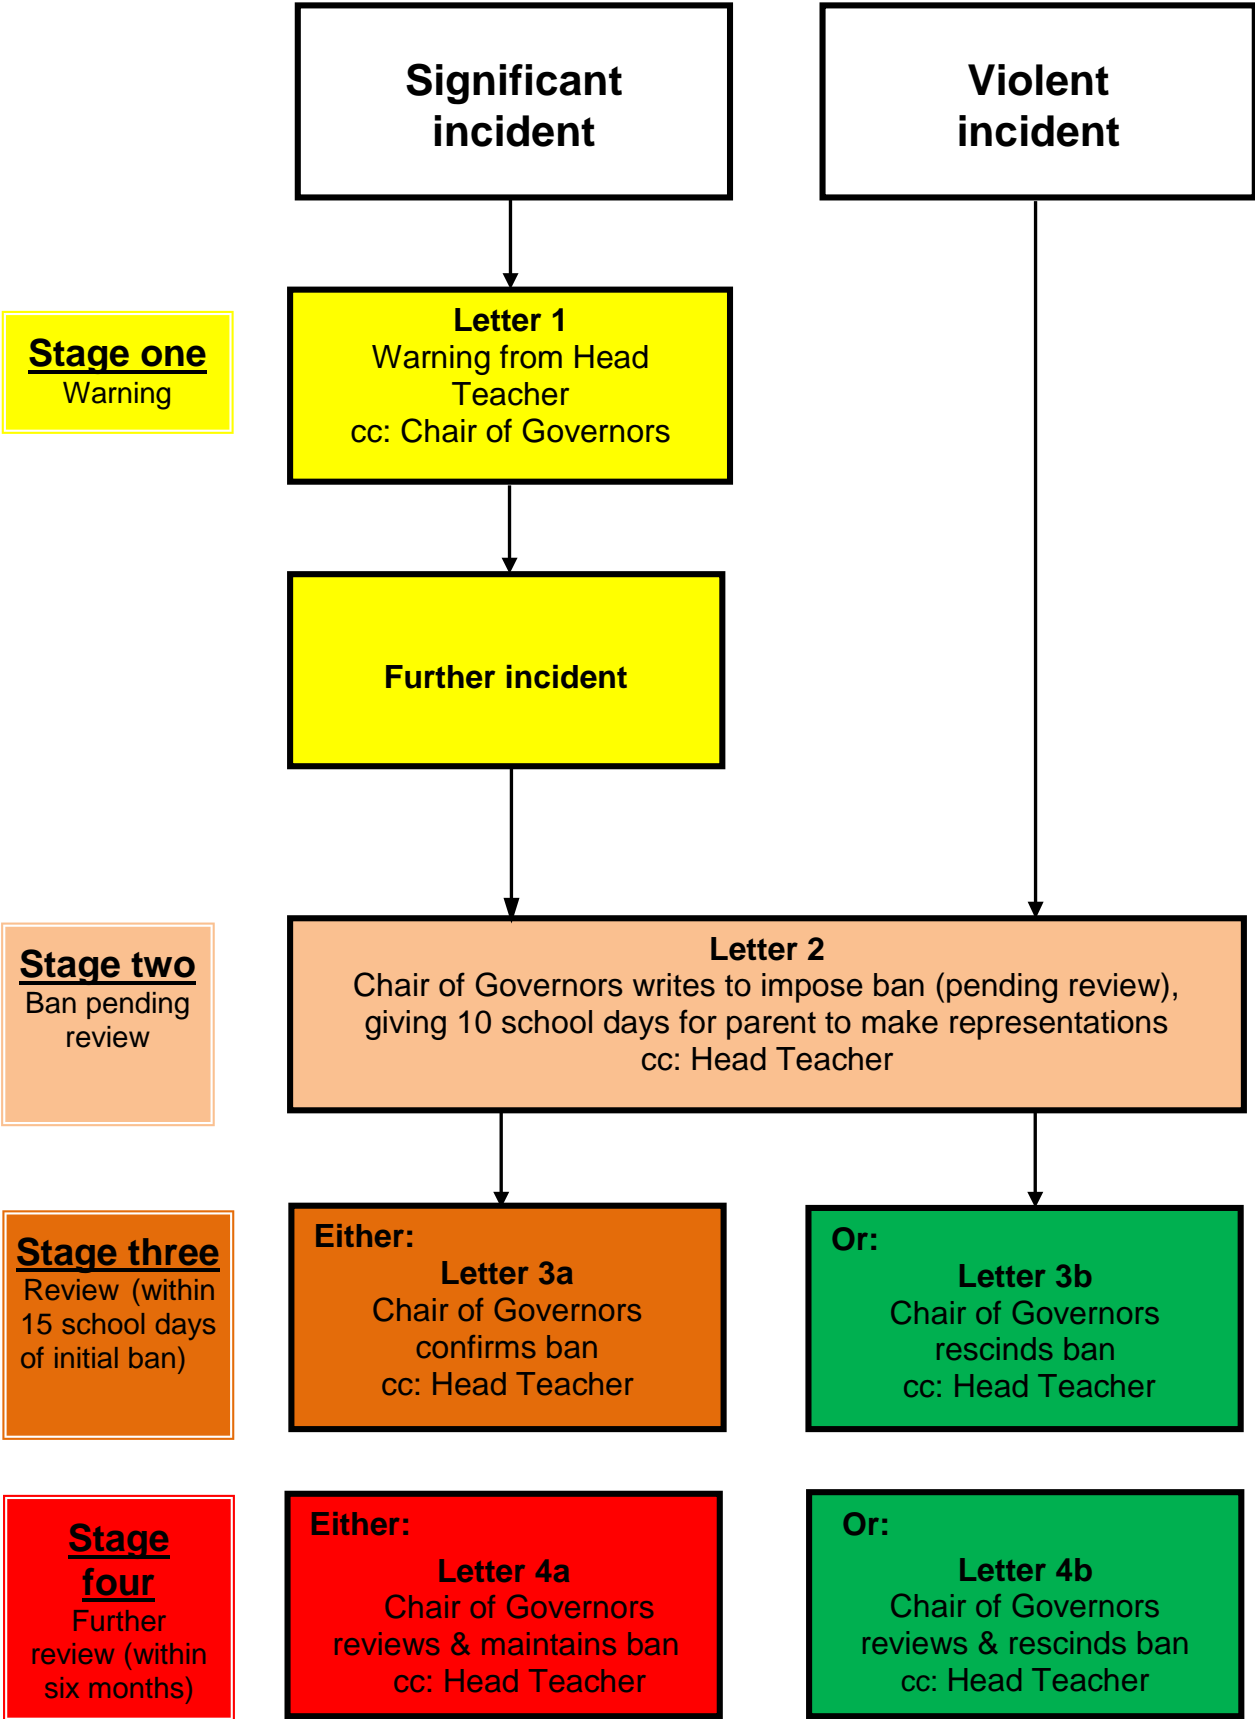 Significant
incident
Violent
incident
Stage one
Warning
Letter 1
Warning from Head
Teacher
cc: Chair of Governors
Further incident
Stage two
Ban pending
review
Letter 2
Chair of Governors writes to impose ban (pending review),
giving 10 school days for parent to make representations
cc: Head Teacher
Stage three
Review (within
15 school days
of initial ban)
Either:
Letter 3a
Chair of Governors
confirms ban
cc: Head Teacher
Or:
Letter 3b
Chair of Governors
rescinds ban
cc: Head Teacher
Stage
four
Further
review (within
six months)
Either:
Letter 4a
Chair of Governors
reviews & maintains ban
cc: Head Teacher
Or:
Letter 4b
Chair of Governors
reviews & rescinds ban
cc: Head Teacher